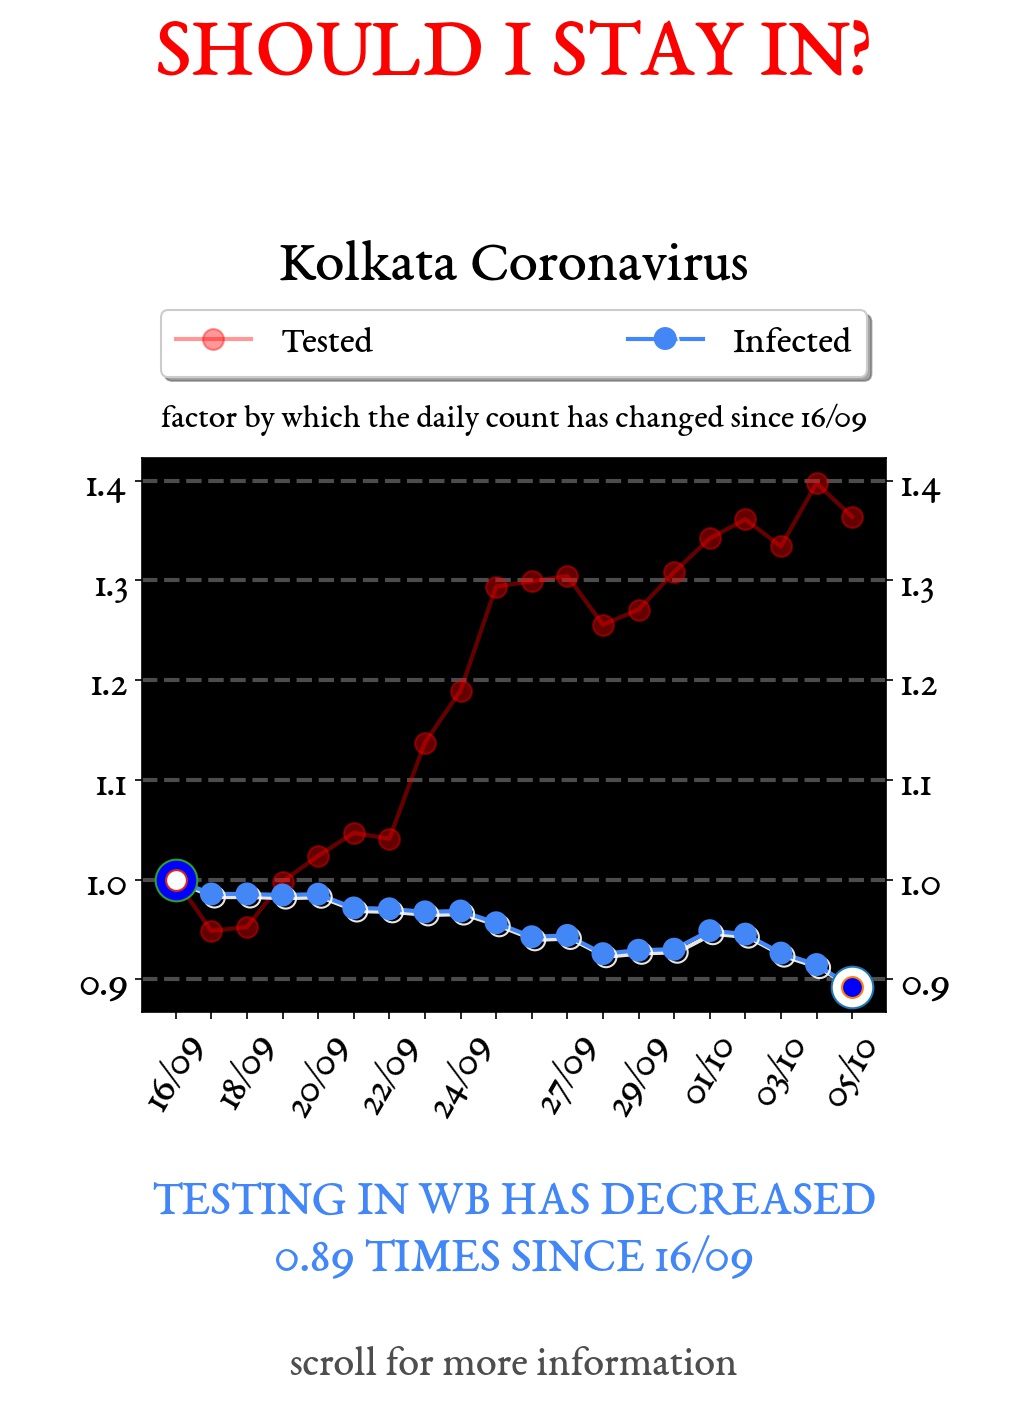 SHOULD I STAY IN?
Kolkata Coronavirus
Tested Infected
factor by which the daily count has changed since 16/09
1.4 1.4
1.3 1.3
1.2 1.2
1.1 1.1
1.0 1.0
0.9 0.9
16/09 18/09 20/09 22/09 24/09 27/09 29/09 01/10 03/10 05/10
TESTING IN WB HAS DECREASED
0.89 TIMES SINCE 16/09
scroll for more information